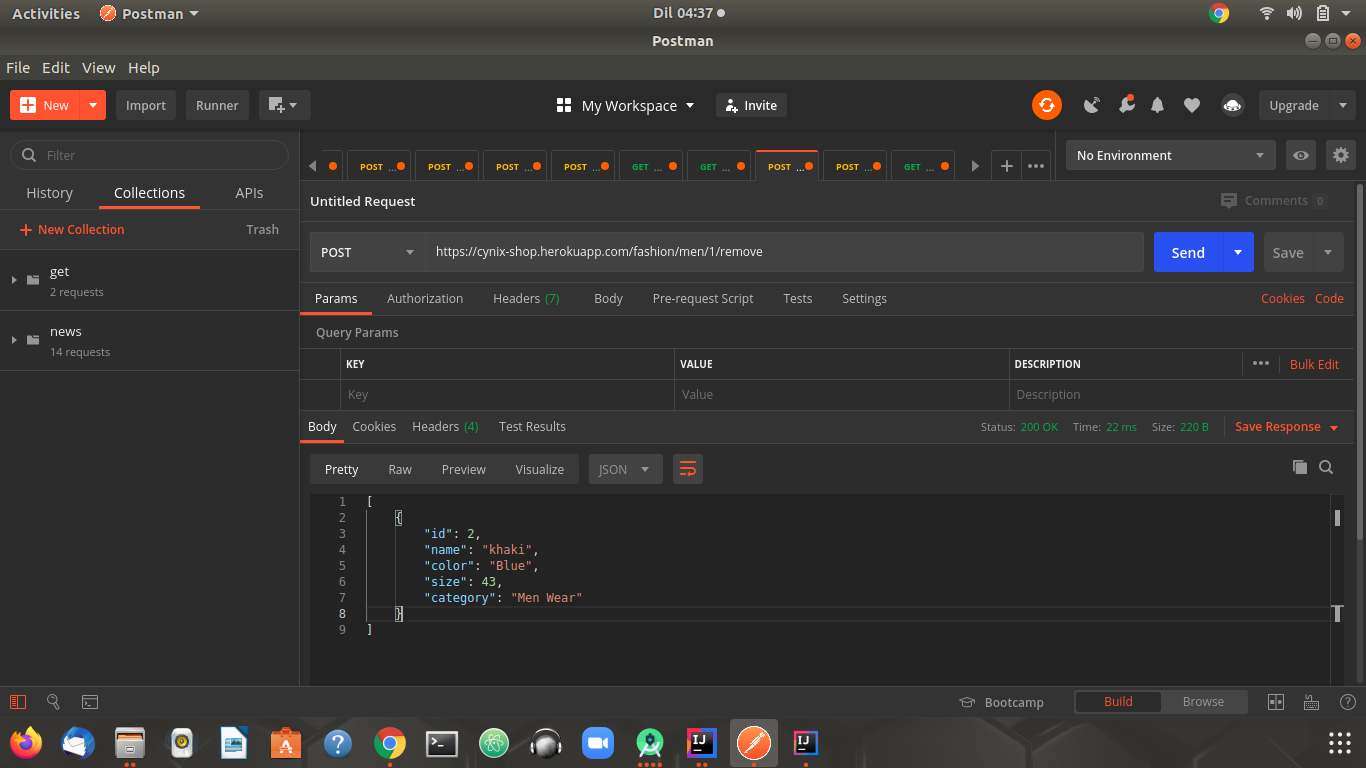 Activities Postman Dil 04:37
Postman
File Edit View Help
New Import Runner My Workspace Invite Upgrade
Filter
POST ... POST ... POST ... POST ... GET ... GET ... POST ... POST ... GET ... No Environment
History Collections APIs
Untitled Request Comments 0
+ New Collection Trash
POST https://cynix-shop.herokuapp.com/fashion/men/1/remove Send Save
get
2 requests
Params Authorization Headers (7) Body Pre-request Script Tests Settings Cookies Code
news
14 requests
Query Params
KEY VALUE DESCRIPTION ••• Bulk Edit
Key Value Description
Body Cookies Headers (4) Test Results Status: 200 OK Time: 22 ms Size: 220 B Save Response
Pretty Raw Preview Visualize JSON
1 [
2 {
3 "id": 2,
4 "name": "khaki",
5 "color": "Blue",
6 "size": 43,
7 "category": "Men Wear"
8 }
9 ]
Bootcamp Build Browse ?
IJ IJ